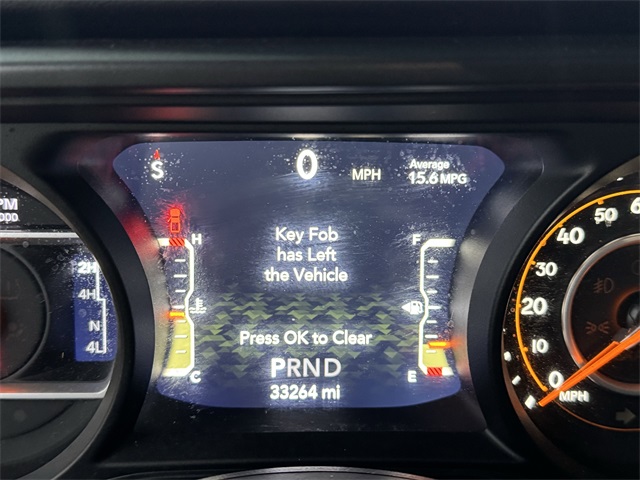 S
0 MPH
Average
15.6 MPG
H
Key Fob
has Left
the Vehicle
F
Press OK to Clear
C
PRND
E
33264 mi
2H
4H
N
4L
50
40
30
20
10
0
MPH